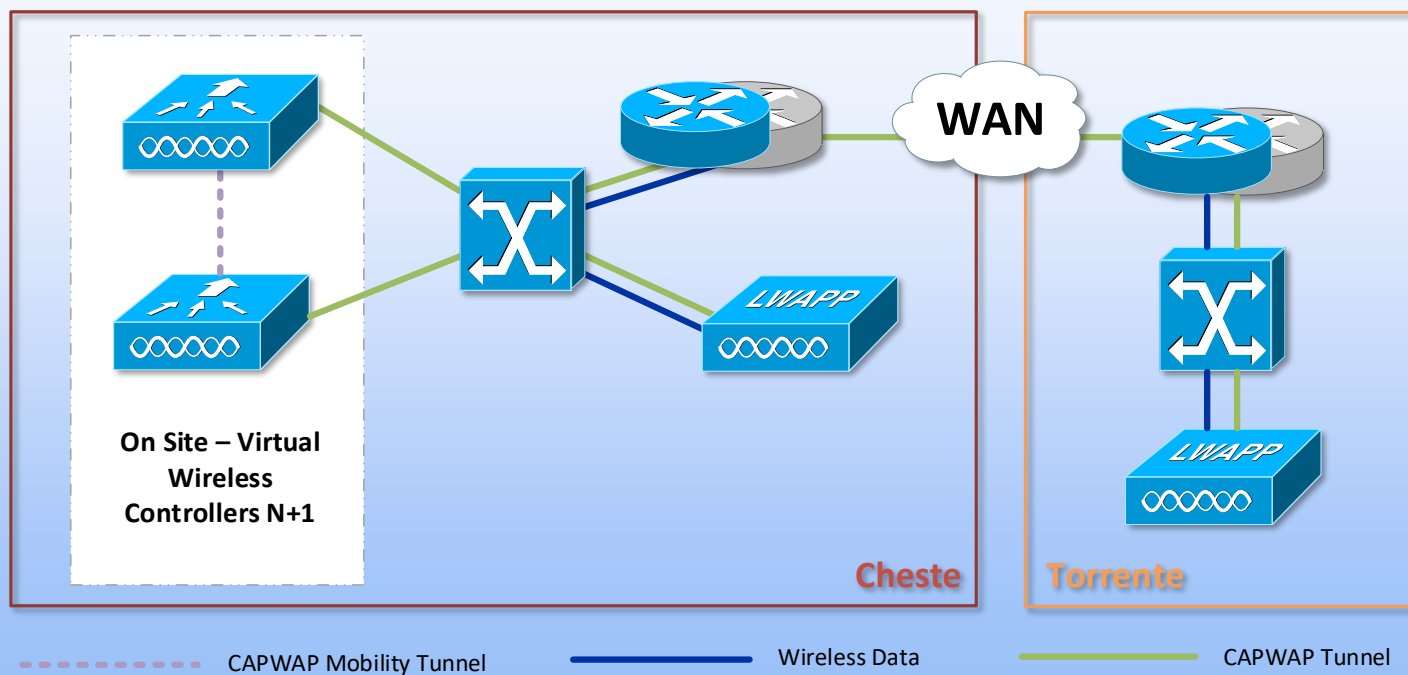 WAN
LWAPP
LWAPP
On Site – Virtual
Wireless
Controllers N+1
Cheste
Torrente
CAPWAP Mobility Tunnel
Wireless Data
CAPWAP Tunnel